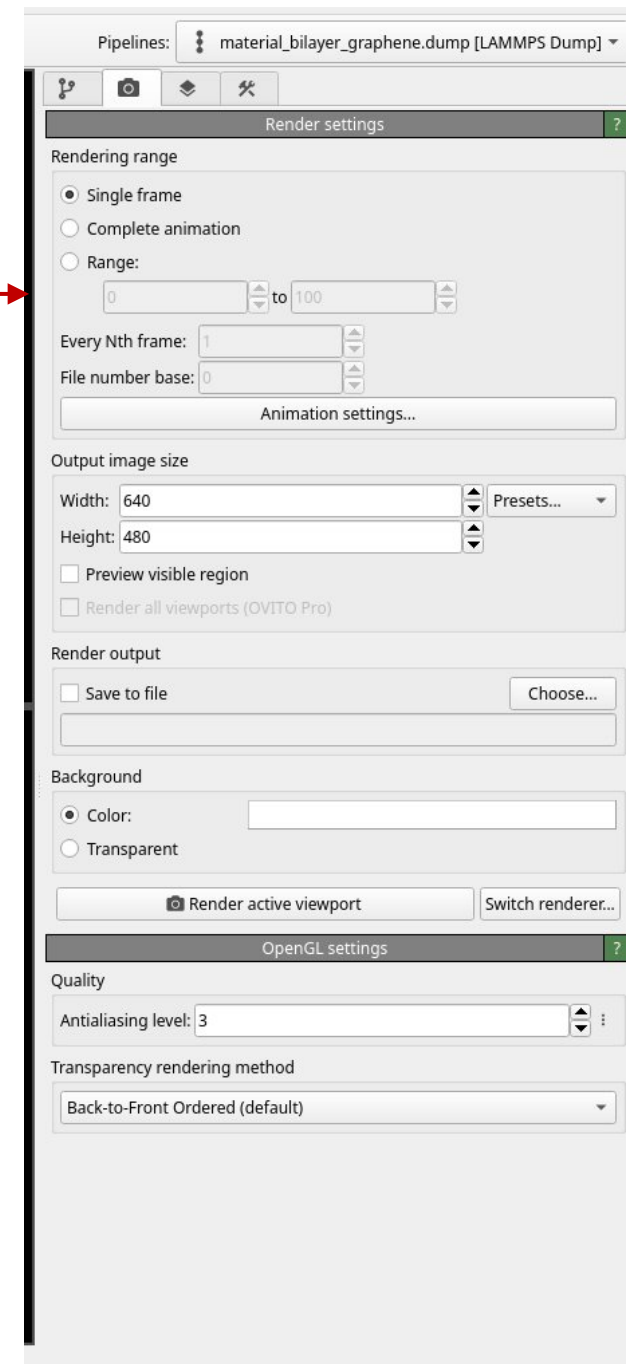 Pipelines: material_bilayer_graphene.dump [LAMMPS Dump]
Render settings ?
Rendering range
Single frame
Complete animation
Range:
0 to 100
Every Nth frame: 1
File number base: 0
Animation settings...
Output image size
Width: 640 Presets...
Height: 480
Preview visible region
Render all viewports (OVITO Pro)
Render output
Save to file Choose...
Background
Color:
Transparent
Render active viewport Switch renderer...
OpenGL settings ?
Quality
Antialiasing level: 3
Transparency rendering method
Back-to-Front Ordered (default)